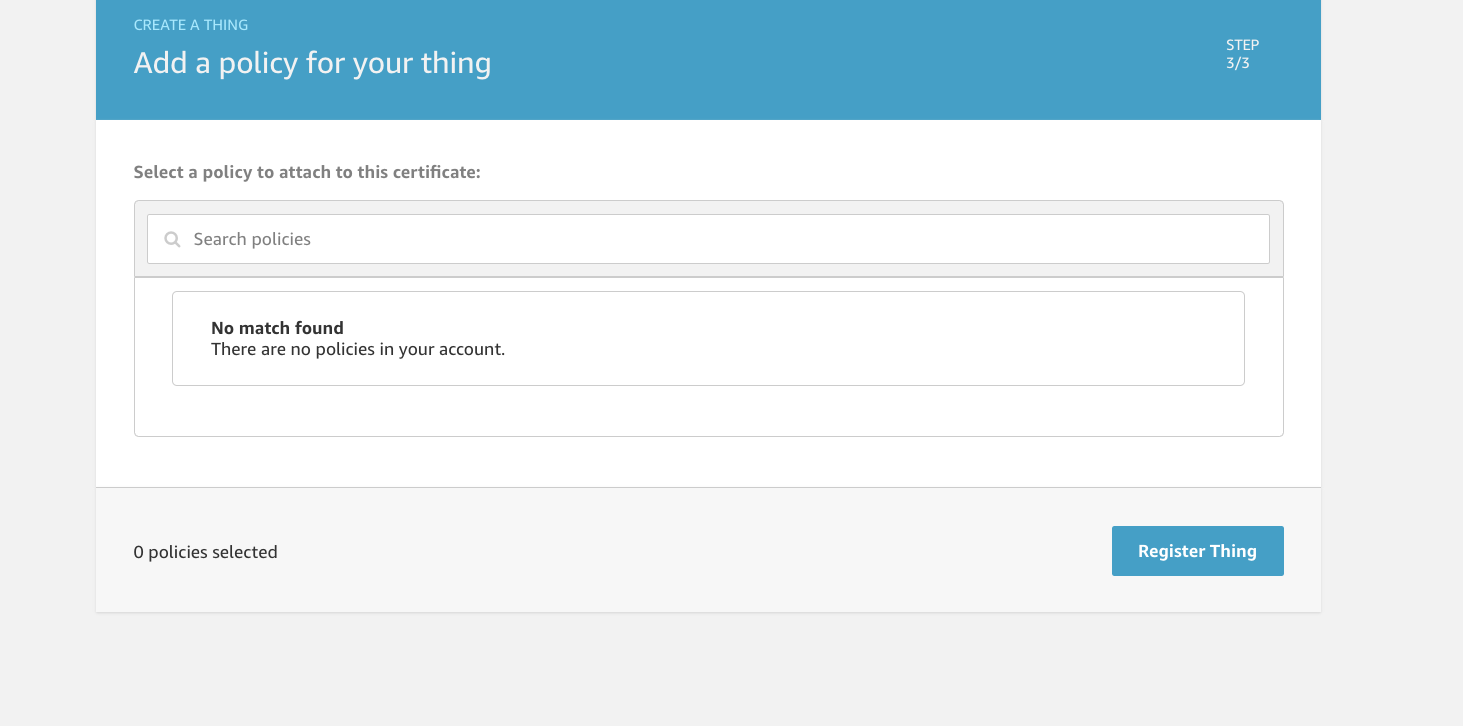 CREATE A THING
Add a policy for your thing
STEP
3/3
Select a policy to attach to this certificate:
Search policies
No match found
There are no policies in your account.
0 policies selected
Register Thing